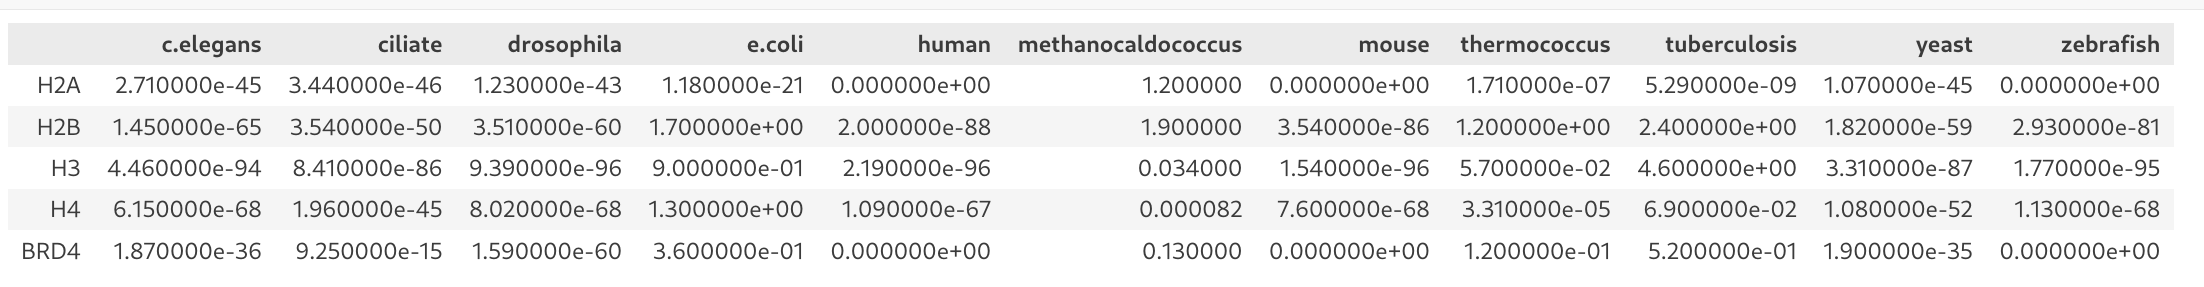 c.elegans ciliate drosophila e.coli human methanocaldococcus mouse thermococcus tuberculosis yeast zebrafish
H2A 2.710000e-45 3.440000e-46 1.230000e-43 1.180000e-21 0.000000e+00 1.200000 0.000000e+00 1.710000e-07 5.290000e-09 1.070000e-45 0.000000e+00
H2B 1.450000e-65 3.540000e-50 3.510000e-60 1.700000e+00 2.000000e-88 1.900000 3.540000e-86 1.200000e+00 2.400000e+00 1.820000e-59 2.930000e-81
H3 4.460000e-94 8.410000e-86 9.390000e-96 9.000000e-01 2.190000e-96 0.034000 1.540000e-96 5.700000e-02 4.600000e+00 3.310000e-87 1.770000e-95
H4 6.150000e-68 1.960000e-45 8.020000e-68 1.300000e+00 1.090000e-67 0.000082 7.600000e-68 3.310000e-05 6.900000e-02 1.080000e-52 1.130000e-68
BRD4 1.870000e-36 9.250000e-15 1.590000e-60 3.600000e-01 0.000000e+00 0.130000 0.000000e+00 1.200000e-01 5.200000e-01 1.900000e-35 0.000000e+00